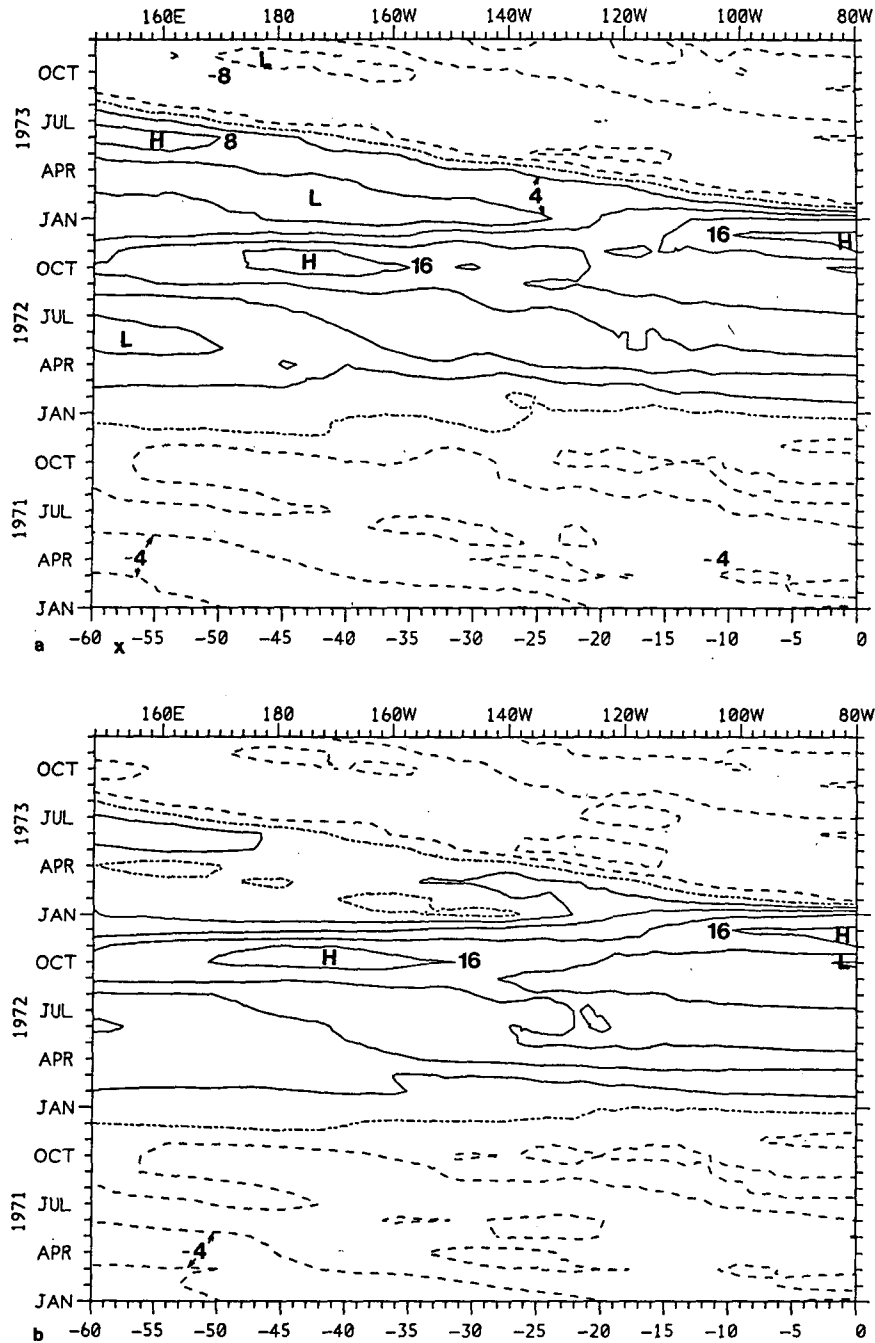 160E 180 160W 140W 120W 100W 80W
OCT
L
-8
1973
JUL
H 8
APR
L 4
JAN
16 H
OCT
H 16
1972
JUL
L
APR
JAN
OCT
1971
JUL
APR
-4 -4
JAN
-60 -55 -50 -45 -40 -35 -30 -25 -20 -15 -10 -5 0
a x
160E 180 160W 140W 120W 100W 80W
OCT
1973
JUL
APR
JAN
16 H
OCT
H 16 L
1972
JUL
APR
JAN
OCT
1971
JUL
APR
-4
JAN
-60 -55 -50 -45 -40 -35 -30 -25 -20 -15 -10 -5 0
b